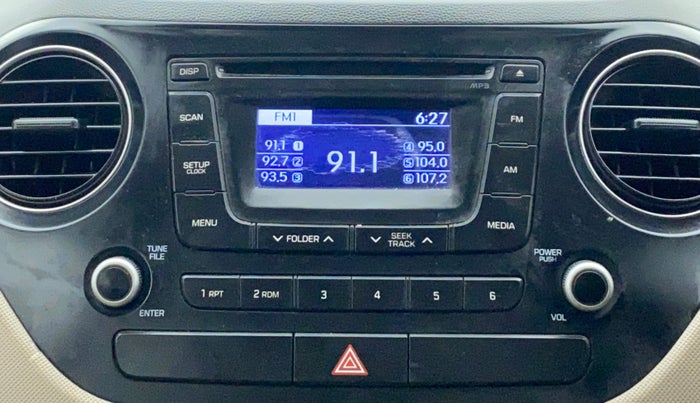 DISP
MP3
SCAN
FM1 6:27
FM
91.1 1
92.7 2
93.5 3
91.1
4 95.0
5 104.0
6 107.2
SETUP
CLOCK
AM
MENU
MEDIA
FOLDER
SEEK
TRACK
TUNE
FILE
POWER
PUSH
1 RPT 2 RDM 3 4 5 6
ENTER
VOL